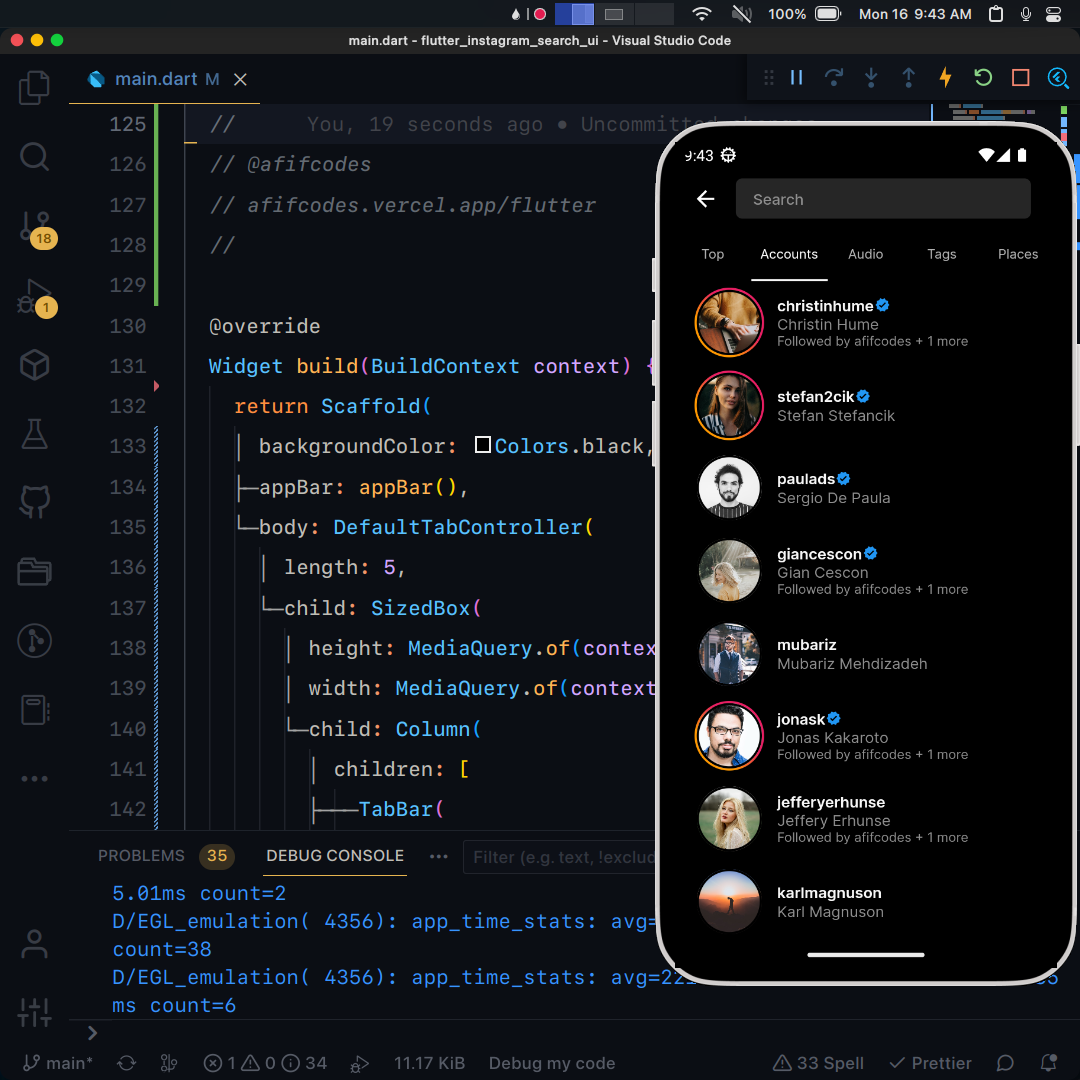 100% Mon 16 9:43 AM
main.dart - flutter_instagram_search_ui - Visual Studio Code
main.dart M
125 // You, 19 seconds ago • Uncommitted changes
126 // @afifcodes
127 // afifcodes.vercel.app/flutter
128 //
129
130 @override
131 Widget build(BuildContext context) {
132 return Scaffold(
133 backgroundColor: Colors.black,
134 appBar: appBar(),
135 body: DefaultTabController(
136 length: 5,
137 child: SizedBox(
138 height: MediaQuery.of(contex
139 width: MediaQuery.of(context
140 child: Column(
141 children: [
142 TabBar(
18
1
PROBLEMS 35 DEBUG CONSOLE ••• Filter (e.g. text, !exclud
5.01ms count=2
D/EGL_emulation( 4356): app_time_stats: avg=
count=38
D/EGL_emulation( 4356): app_time_stats: avg=22
ms count=6
main* 1 0 34 11.17 KiB Debug my code 33 Spell Prettier
9:43
Search
Top Accounts Audio Tags Places
christinhume
Christin Hume
Followed by afifcodes + 1 more
stefan2cik
Stefan Stefancik
paulads
Sergio De Paula
giancescon
Gian Cescon
Followed by afifcodes + 1 more
mubariz
Mubariz Mehdizadeh
jonask
Jonas Kakaroto
Followed by afifcodes + 1 more
jefferyerhunse
Jeffery Erhunse
Followed by afifcodes + 1 more
karlmagnuson
Karl Magnuson